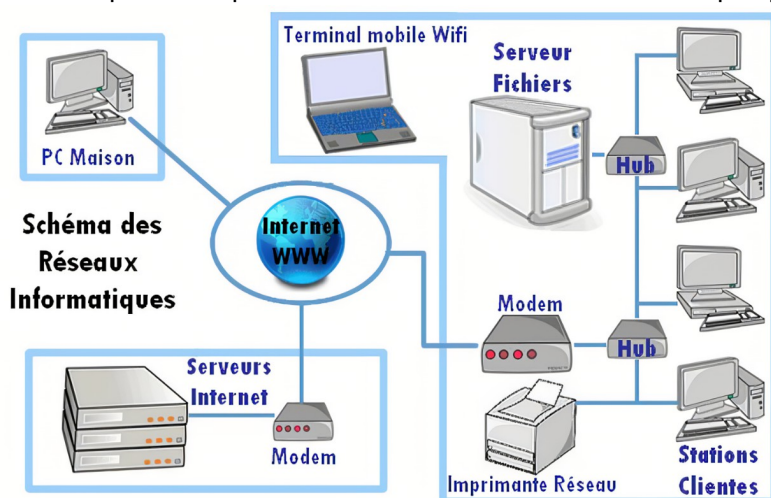 Terminal mobile Wifi
Serveur
Fichiers
PC Maison
Hub
Schéma des
Réseaux
Informatiques
Internet
WWW
Modem
Hub
Serveurs
Internet
Modem
Imprimante Réseau
Stations
Clientes